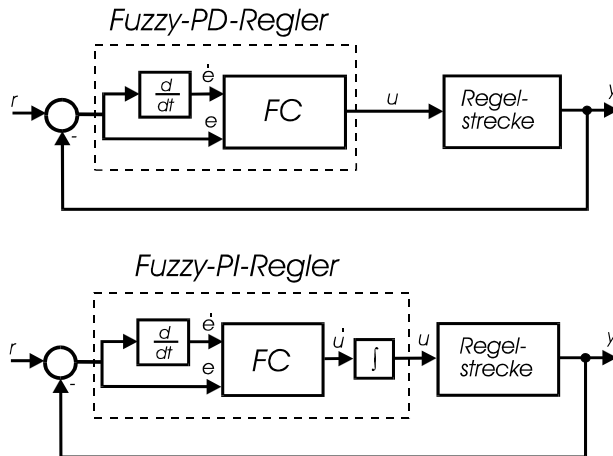 Fuzzy-PD-Regler
r
-
d
dt
ė
e
FC
u
Regel-
strecke
y
Fuzzy-PI-Regler
r
-
d
dt
ė
e
FC
u̇
∫
u
Regel-
strecke
y